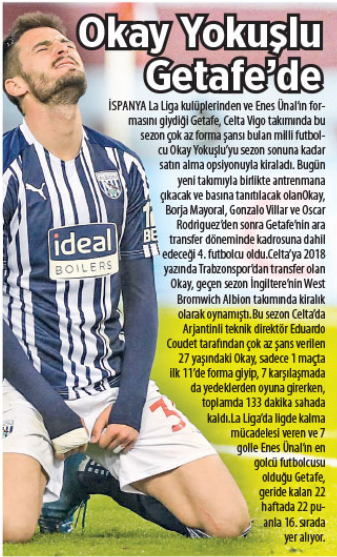 Okay Yokuşlu
Getafe'de
İSPANYA La Liga kulüplerinden ve Enes Ünal'ın for-
masını giydiği Getafe, Celta Vigo takımında bu
sezon çok az forma şansı bulan milli futbol-
cu Okay Yokuşlu'yu sezon sonuna kadar
satın alma opsiyonuyla kiraladı. Bugün
yeni takımıyla birlikte antrenmana
çıkacak ve basına tanıtılacak olanOkay,
Borja Mayoral, Gonzalo Villar ve Oscar
Rodriguez'den sonra Getafe'nin ara
transfer döneminde kadrosuna dahil
edeceği 4. futbolcu oldu.Celta'ya 2018
yazında Trabzonspor'dan transfer olan
Okay, geçen sezon İngiltere'nin West
Bromwich Albion takımında kiralık
olarak oynamıştı.Bu sezon Celta'da
Arjantinli teknik direktör Eduardo
Coudet tarafından çok az şans verilen
27 yaşındaki Okay, sadece 1 maçta
ilk 11'de forma giyip, 7 karşılaşmada
da yedeklerden oyuna girerken,
toplamda 133 dakika sahada
kaldı.La Liga'da ligde kalma
mücadelesi veren ve 7
golle Enes Ünal'ın en
golcü futbolcusu
olduğu Getafe,
geride kalan 22
haftada 22 pu-
anla 16. sırada
yer alıyor.
ideal
BOILERS